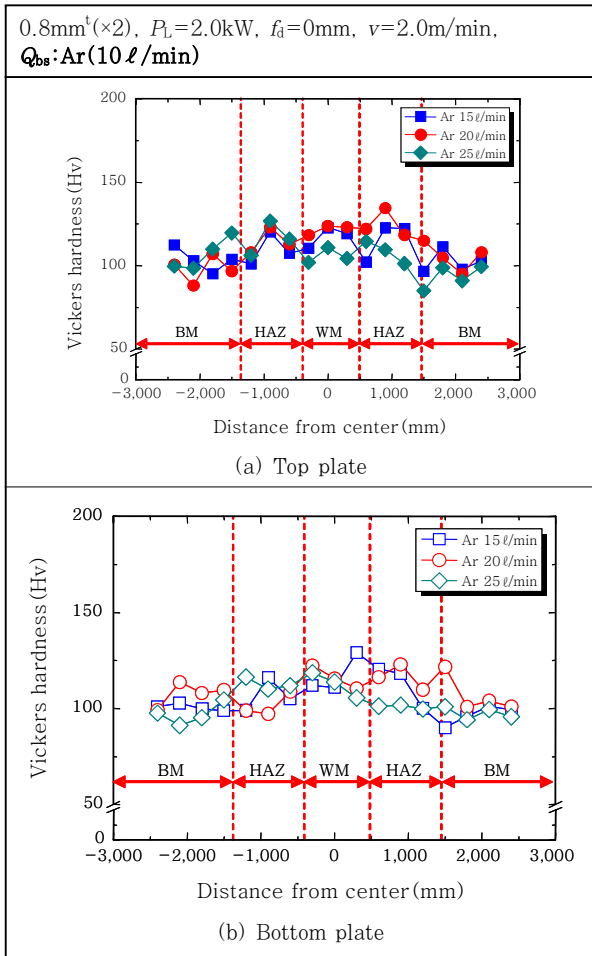 0.8mmᵗ(×2), P_L=2.0kW, f_d=0mm, v=2.0m/min,
Q_bs:Ar(10ℓ/min)
200
150
100
50
0
Vickers hardness(Hv)
Ar 15ℓ/min
Ar 20ℓ/min
Ar 25ℓ/min
BM HAZ WM HAZ BM
−3,000 −2,000 −1,000 0 1,000 2,000 3,000
Distance from center(mm)
(a) Top plate
200
150
100
50
0
Vickers hardness(Hv)
Ar 15ℓ/min
Ar 20ℓ/min
Ar 25ℓ/min
BM HAZ WM HAZ BM
−3,000 −2,000 −1,000 0 1,000 2,000 3,000
Distance from center(mm)
(b) Bottom plate